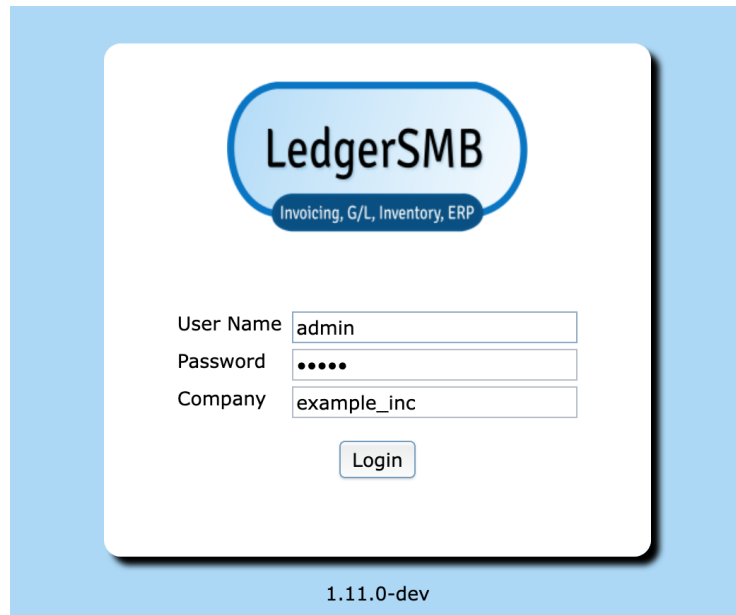 LedgerSMB
Invoicing, G/L, Inventory, ERP
User Name admin
Password •••••
Company example_inc
Login
1.11.0-dev